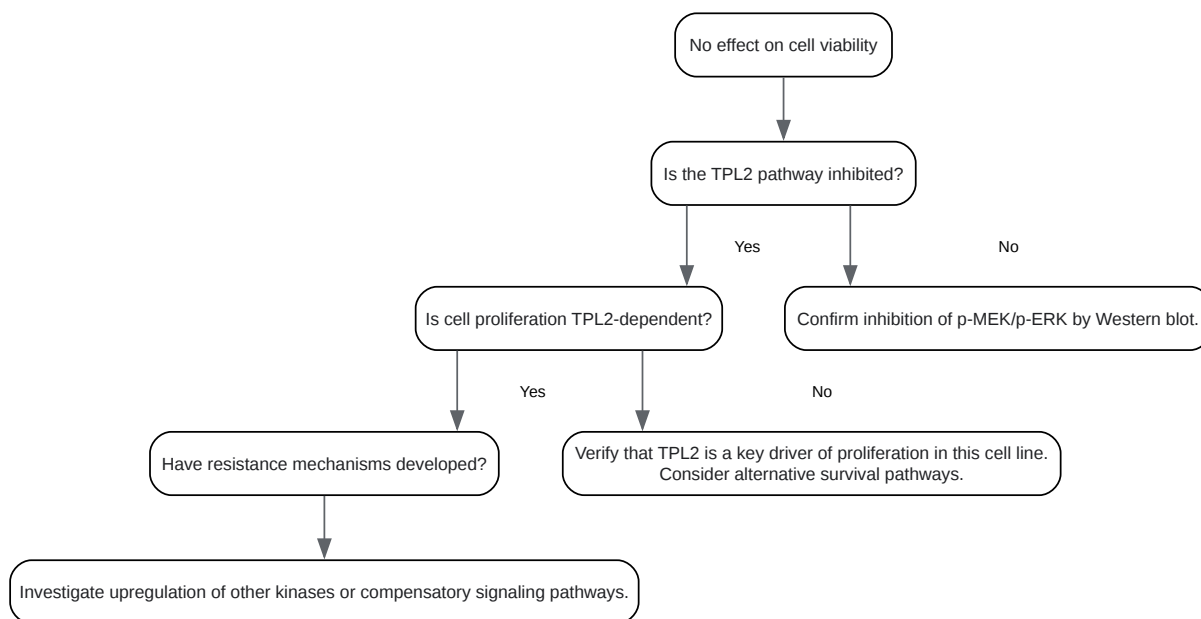 No effect on cell viability
Is the TPL2 pathway inhibited?
Yes
No
Is cell proliferation TPL2-dependent?
Confirm inhibition of p-MEK/p-ERK by Western blot.
Yes
No
Have resistance mechanisms developed?
Verify that TPL2 is a key driver of proliferation in this cell line.
Consider alternative survival pathways.
Investigate upregulation of other kinases or compensatory signaling pathways.